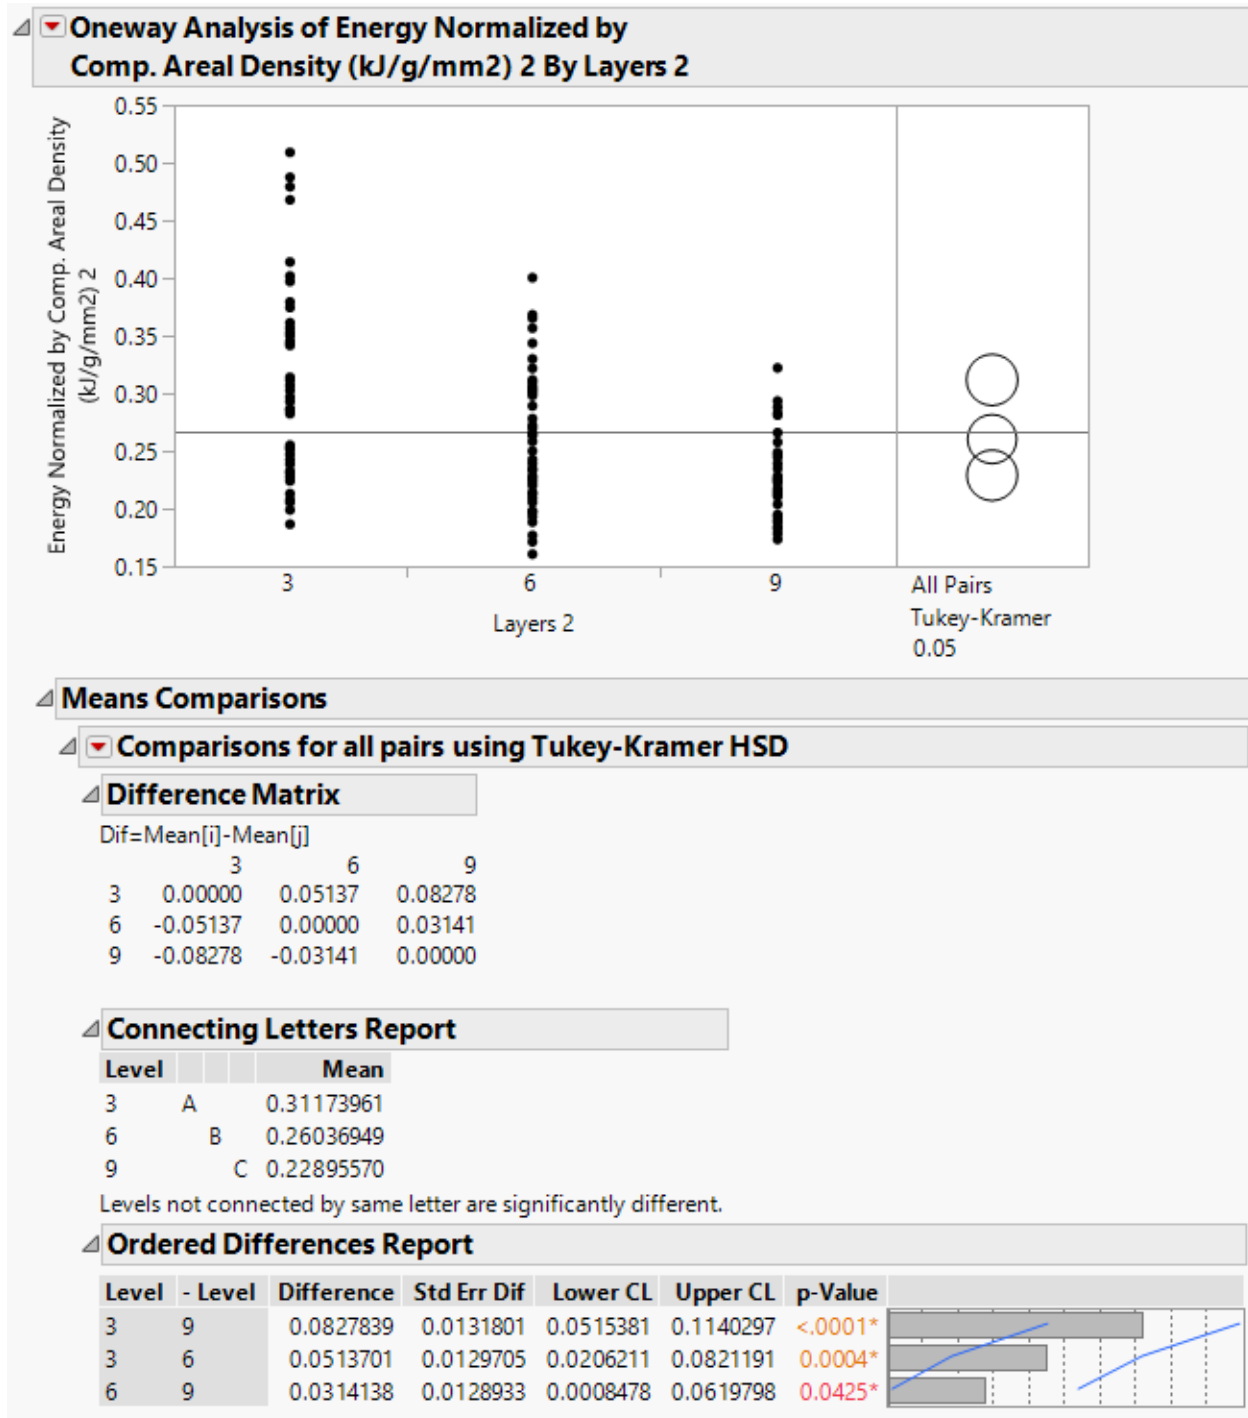 Oneway Analysis of Energy Normalized by
Comp. Areal Density (kJ/g/mm2) 2 By Layers 2
Energy Normalized by Comp. Areal Density
(kJ/g/mm2) 2
0.55
0.50
0.45
0.40
0.35
0.30
0.25
0.20
0.15
3 6 9
Layers 2
All Pairs
Tukey-Kramer
0.05
Means Comparisons
Comparisons for all pairs using Tukey-Kramer HSD
Difference Matrix
Dif=Mean[i]-Mean[j]
3 6 9
3 0.00000 0.05137 0.08278
6 -0.05137 0.00000 0.03141
9 -0.08278 -0.03141 0.00000
Connecting Letters Report
Level Mean
3 A 0.31173961
6 B 0.26036949
9 C 0.22895570
Levels not connected by same letter are significantly different.
Ordered Differences Report
Level - Level Difference Std Err Dif Lower CL Upper CL p-Value
3 9 0.0827839 0.0131801 0.0515381 0.1140297 <.0001*
3 6 0.0513701 0.0129705 0.0206211 0.0821191 0.0004*
6 9 0.0314138 0.0128933 0.0008478 0.0619798 0.0425*